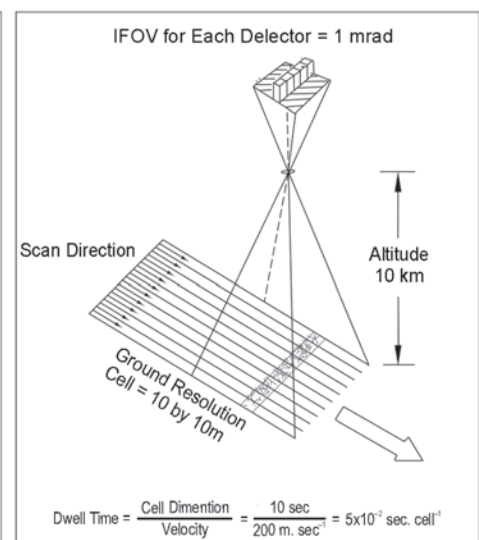 IFOV for Each Delector = 1 mrad
Scan Direction
Altitude
10 km
Ground Resolution
Cell = 10 by 10m
Dwell Time = Cell Dimention / Velocity = 10 sec / 200 m. sec⁻¹ = 5x10⁻² sec. cell⁻¹